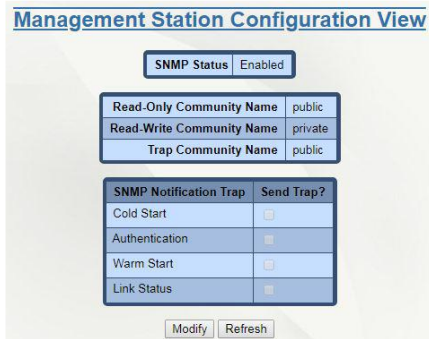 Management Station Configuration View
SNMP Status Enabled
Read-Only Community Name public
Read-Write Community Name private
Trap Community Name public
SNMP Notification Trap Send Trap?
Cold Start
Authentication
Warm Start
Link Status
Modify Refresh